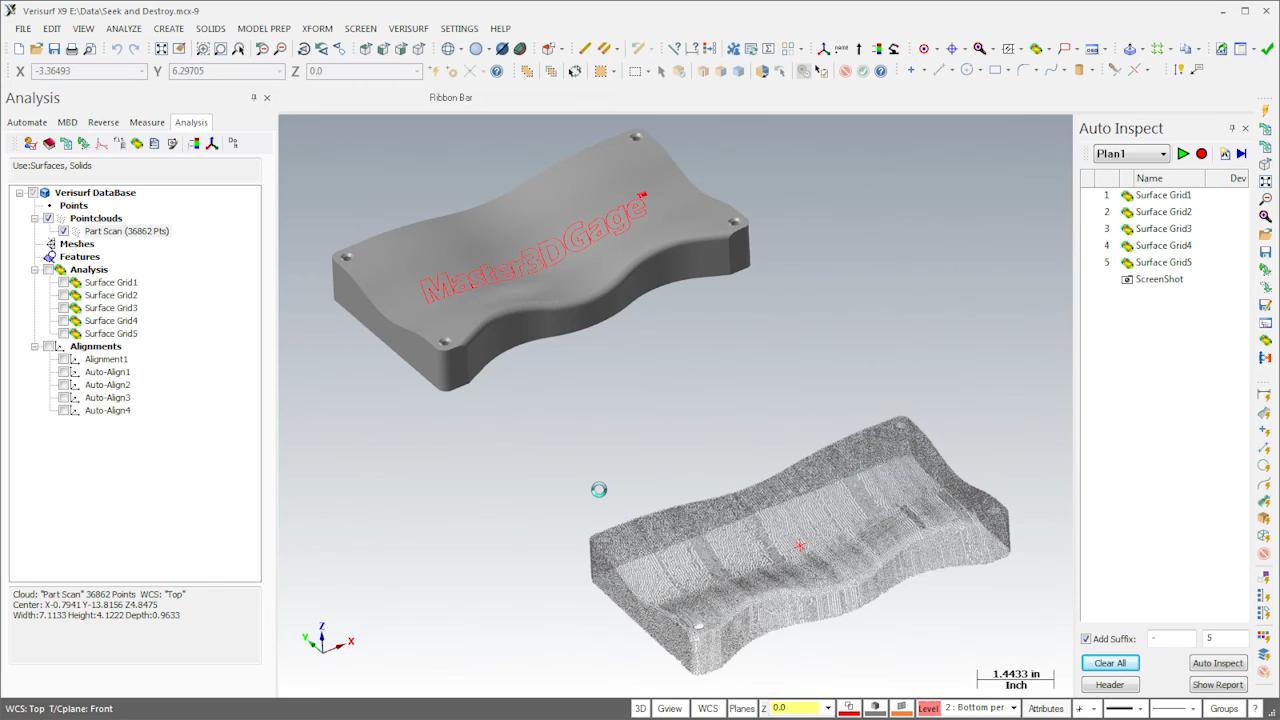 Verisurf X9 E:\Data\Seek and Destroy.mcx-9
FILE EDIT VIEW ANALYZE CREATE SOLIDS MODEL PREP XFORM SCREEN VERISURF SETTINGS HELP
X -3.36493 Y 6.29705 Z 0.0
Ribbon Bar
Analysis
Automate MBD Reverse Measure Analysis
Use:Surfaces, Solids
Verisurf DataBase
Points
Pointclouds
Part Scan (36862 Pts)
Meshes
Features
Analysis
Surface Grid1
Surface Grid2
Surface Grid3
Surface Grid4
Surface Grid5
Alignments
Alignment1
Auto-Align1
Auto-Align2
Auto-Align3
Auto-Align4
Cloud: "Part Scan" 36862 Points WCS: "Top"
Center: X-0.7941 Y-13.8156 Z4.8475
Width:7.1133 Height:4.1222 Depth:0.9633
Master3DGage
Z
Y X
1.4433 in
Inch
Auto Inspect
Plan1
Name Dev
1 Surface Grid1
2 Surface Grid2
3 Surface Grid3
4 Surface Grid4
5 Surface Grid5
ScreenShot
Add Suffix: - 5
Clear All Auto Inspect
Header Show Report
WCS: Top T/Cplane: Front 3D Gview WCS Planes Z 0.0 Level 2 : Bottom per Attributes Groups ?